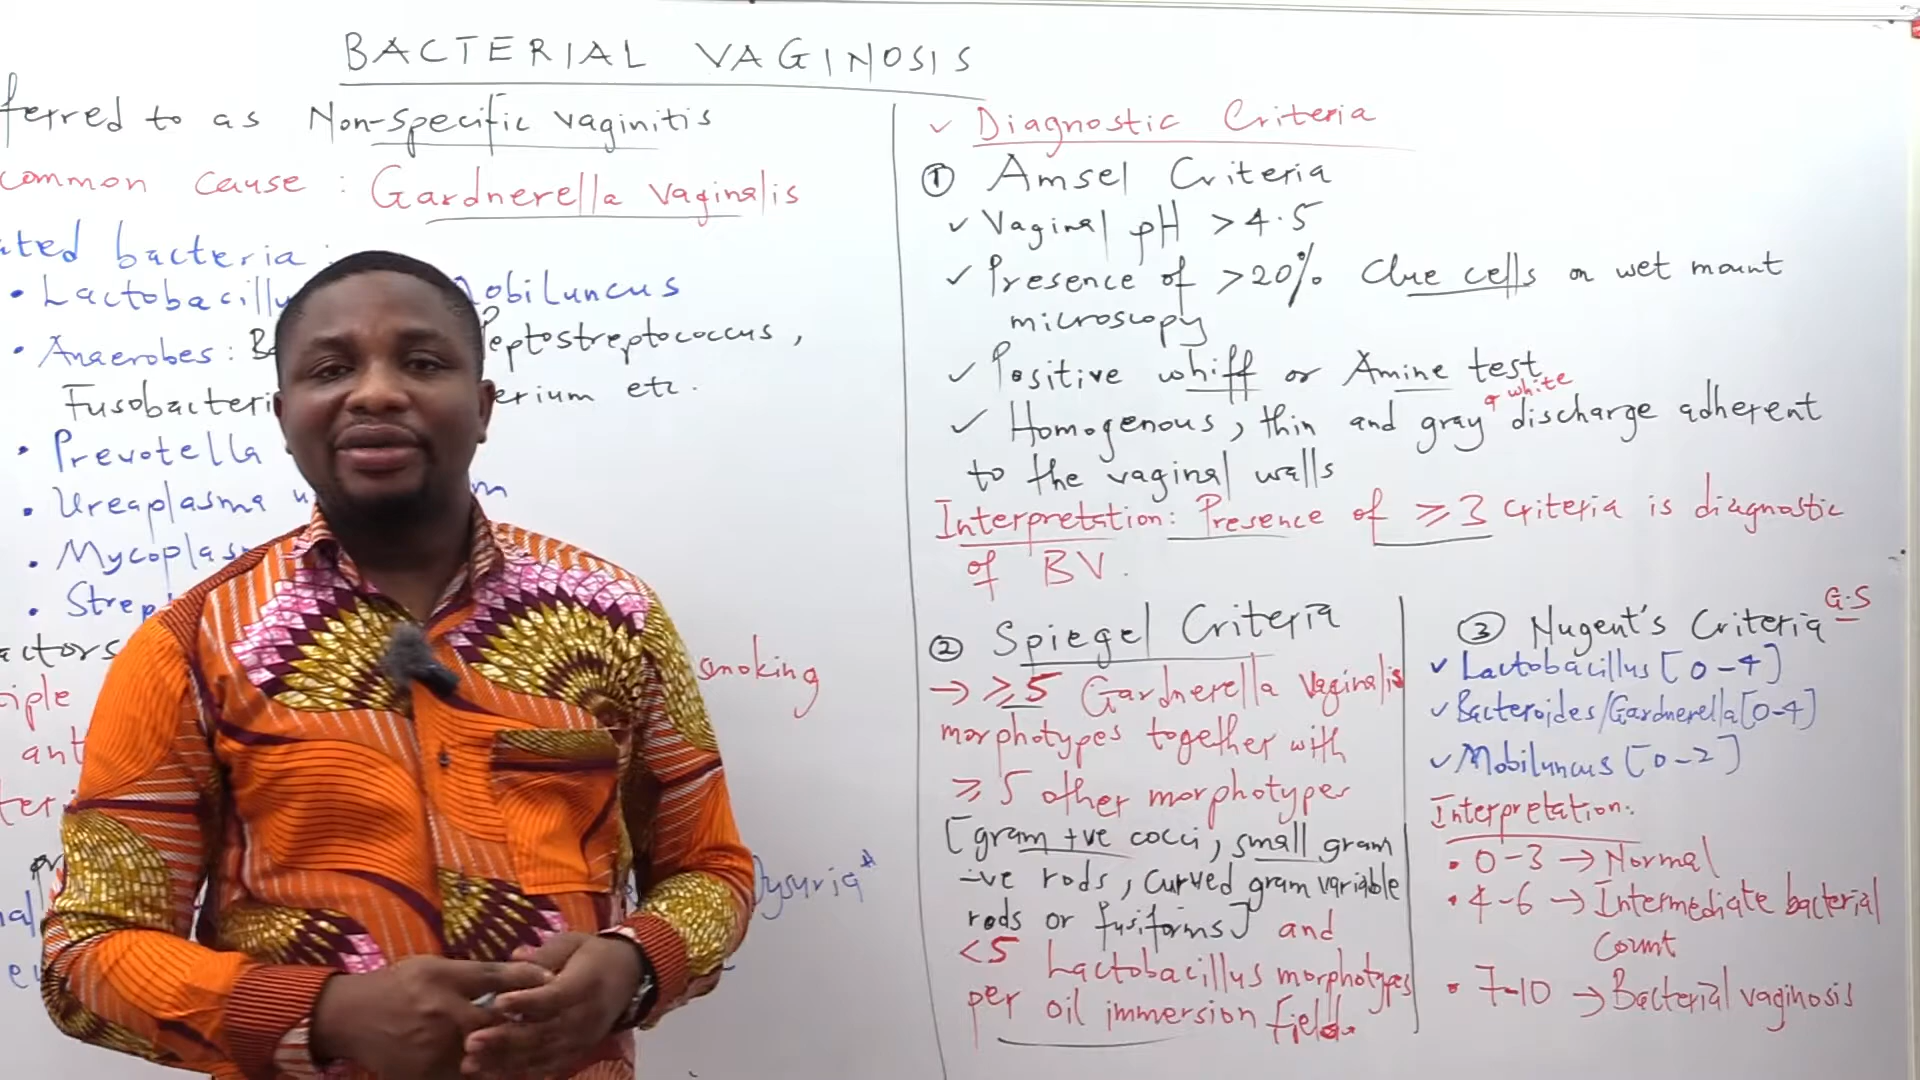 BACTERIAL VAGINOSIS
ferred to as Non-specific vaginitis
common cause: Gardnerella vaginalis
ated bacteria:
• Lactobacillu obiluncus
• Anaerobes: Ba eptostreptococcus,
Fusobacteri erium etc.
• Prevotella
• Ureaplasma u m
• Mycoplas
• Strep
actors
smoking
iple
ant
teri
Dysuria*
✓ Diagnostic Criteria
① Amsel Criteria
✓ Vaginal pH >4.5
✓ Presence of >20% Clue cells on wet mount
microscopy
✓ Positive whiff or Amine test
✓ Homogenous, thin and gray & white discharge adherent
to the vaginal walls
Interpretation: Presence of ≥3 criteria is diagnostic
of BV.
② Spiegel Criteria
→ ≥5 Gardnerella Vaginalis
morphotypes together with
≥ 5 other morphotypes
[gram +ve cocci, small gram
-ve rods, curved gram variable
rods or fusiforms] and
<5 Lactobacillus morphotypes
per oil immersion field.
③ Nugent's Criteria G.S
✓ Lactobacillus [0-4]
✓ Bacteroides/Gardnerella[0-4]
✓ Mobiluncus [0-2]
Interpretation:
• 0-3 → Normal
• 4-6 → Intermediate bacterial
Count
• 7-10 → Bacterial vaginosis